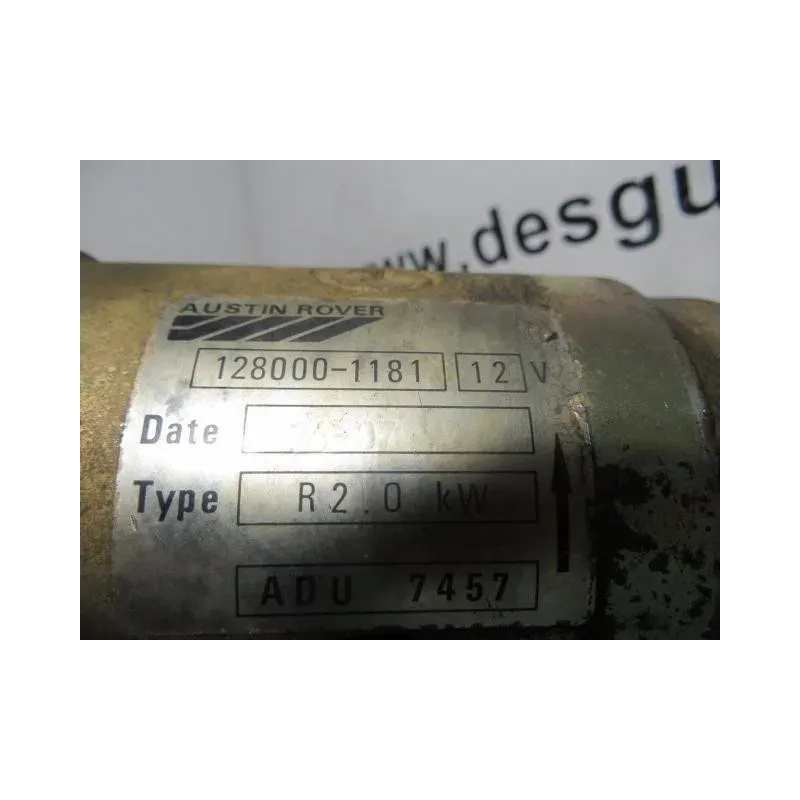 www.desgu
AUSTIN ROVER
128000-1181 12 V
Date
Type R 2.0 kW
ADU 7457